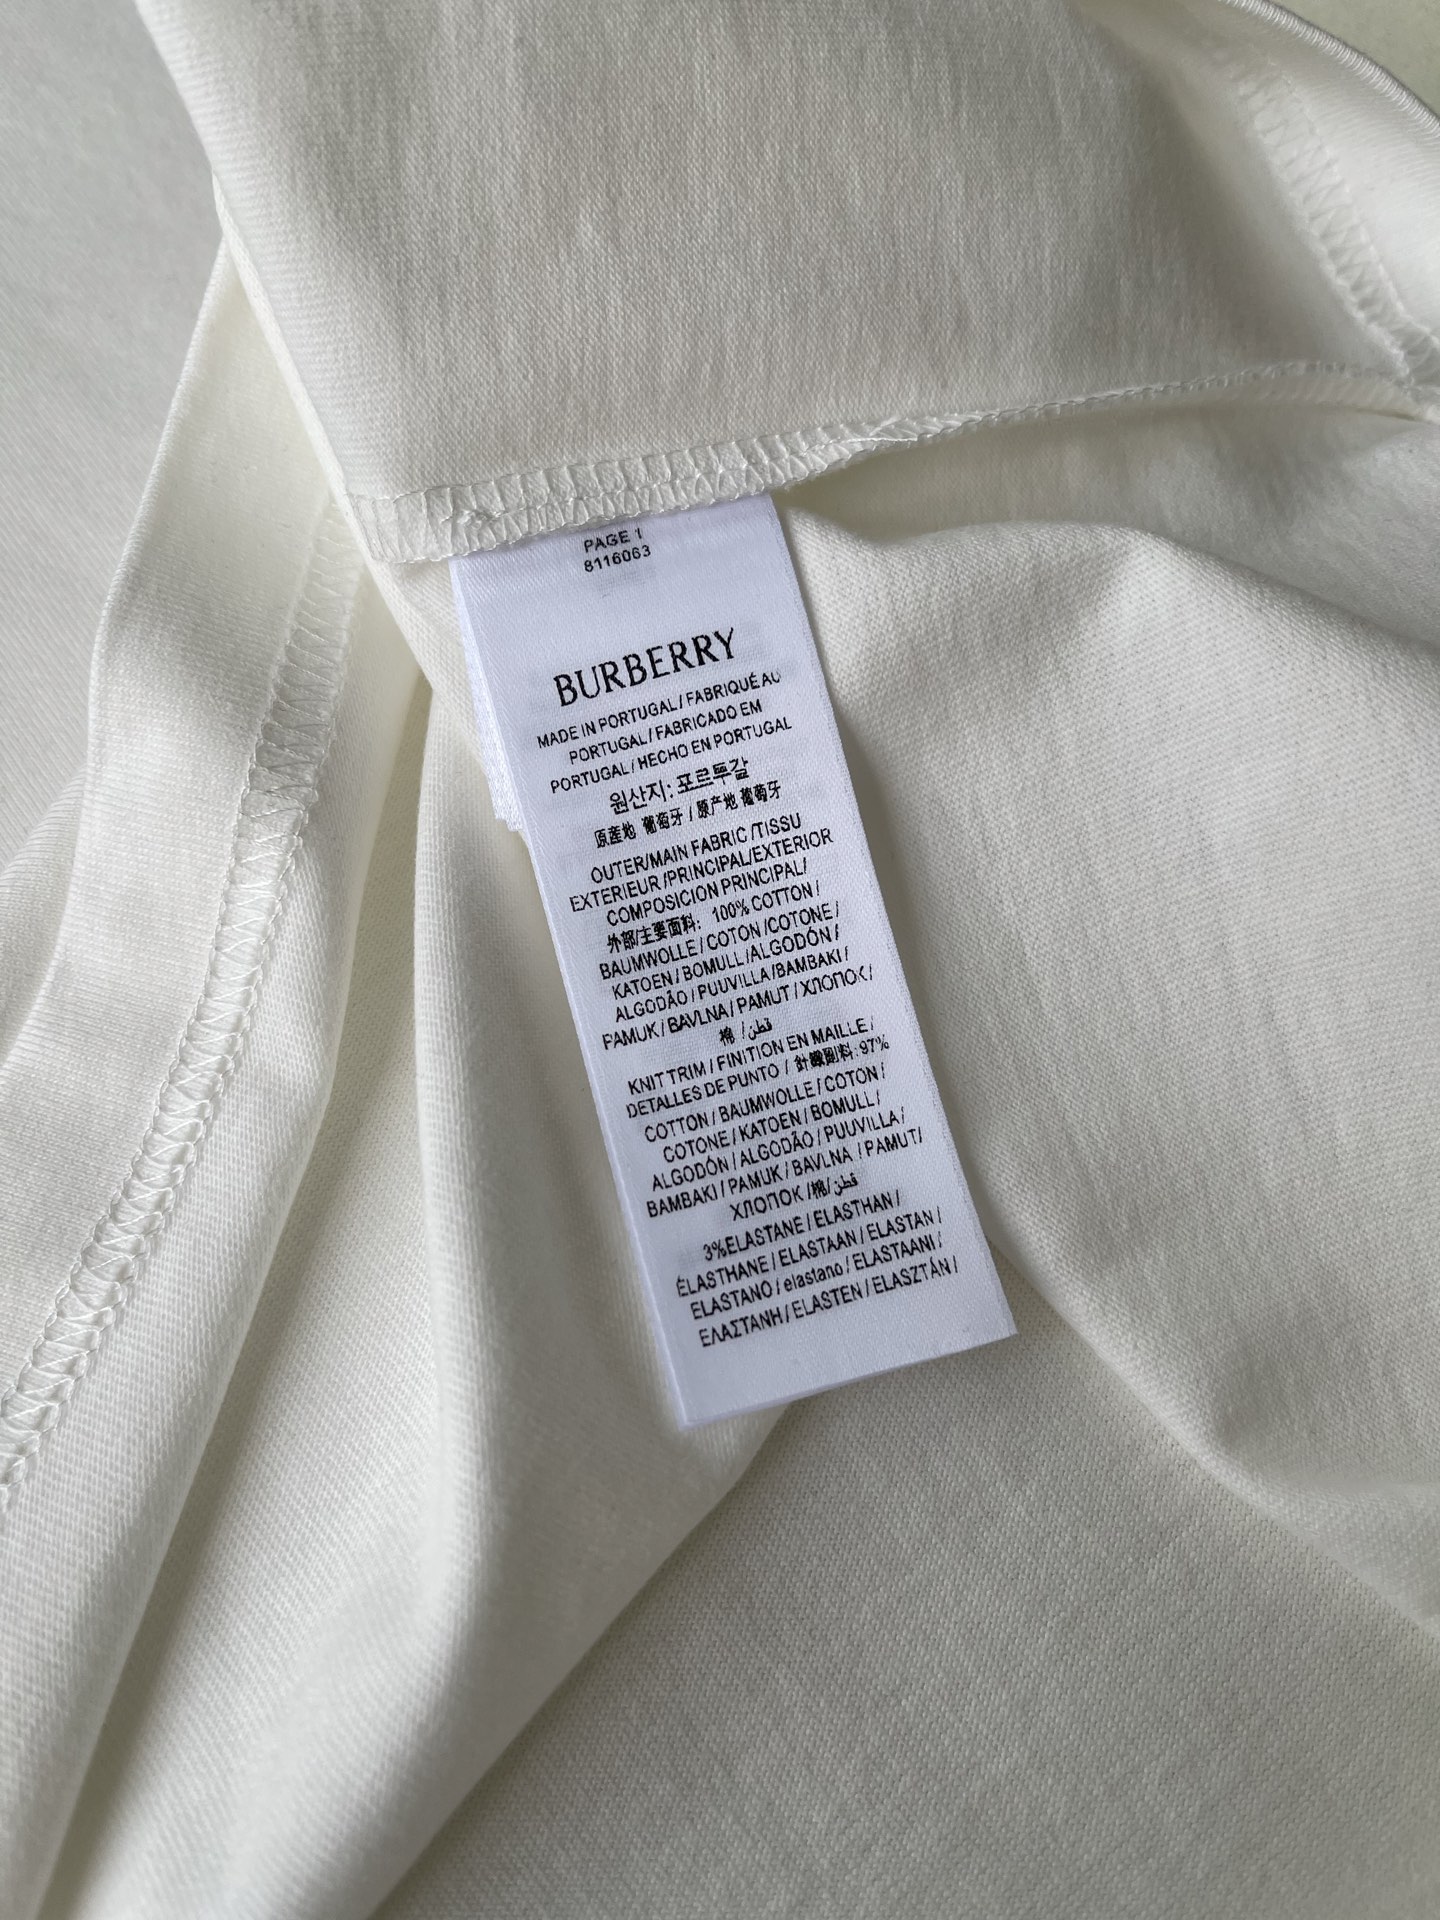 PAGE 1
8116063
BURBERRY
MADE IN PORTUGAL / FABRIQUÉ AU
PORTUGAL / FABRICADO EM
PORTUGAL / HECHO EN PORTUGAL
원산지: 포르투갈
原産地 葡萄牙 / 原产地 葡萄牙
OUTER/MAIN FABRIC /TISSU
EXTERIEUR /PRINCIPAL/EXTERIOR
COMPOSICION PRINCIPAL/
外部/主要面料: 100% COTTON /
BAUMWOLLE / COTON /COTONE /
KATOEN / BOMULL /ALGODÓN /
ALGODÃO / PUUVILLA /BAMBAKI /
PAMUK / BAVLNA / PAMUT / ХЛОПОК /
棉 / قطن
KNIT TRIM / FINITION EN MAILLE /
DETALLES DE PUNTO / 針織副料: 97%
COTTON / BAUMWOLLE / COTON /
COTONE / KATOEN / BOMULL /
ALGODÓN / ALGODÃO / PUUVILLA /
BAMBAKI / PAMUK / BAVLNA / PAMUT/
ХЛОПОК /棉/ قطن
3%ELASTANE / ELASTHAN /
ÉLASTHANE / ELASTAAN / ELASTAN /
ELASTANO / elastano / ELASTAANI /
ΕΛΑΣΤΑΝΗ / ELASTEN / ELASZTÁN /